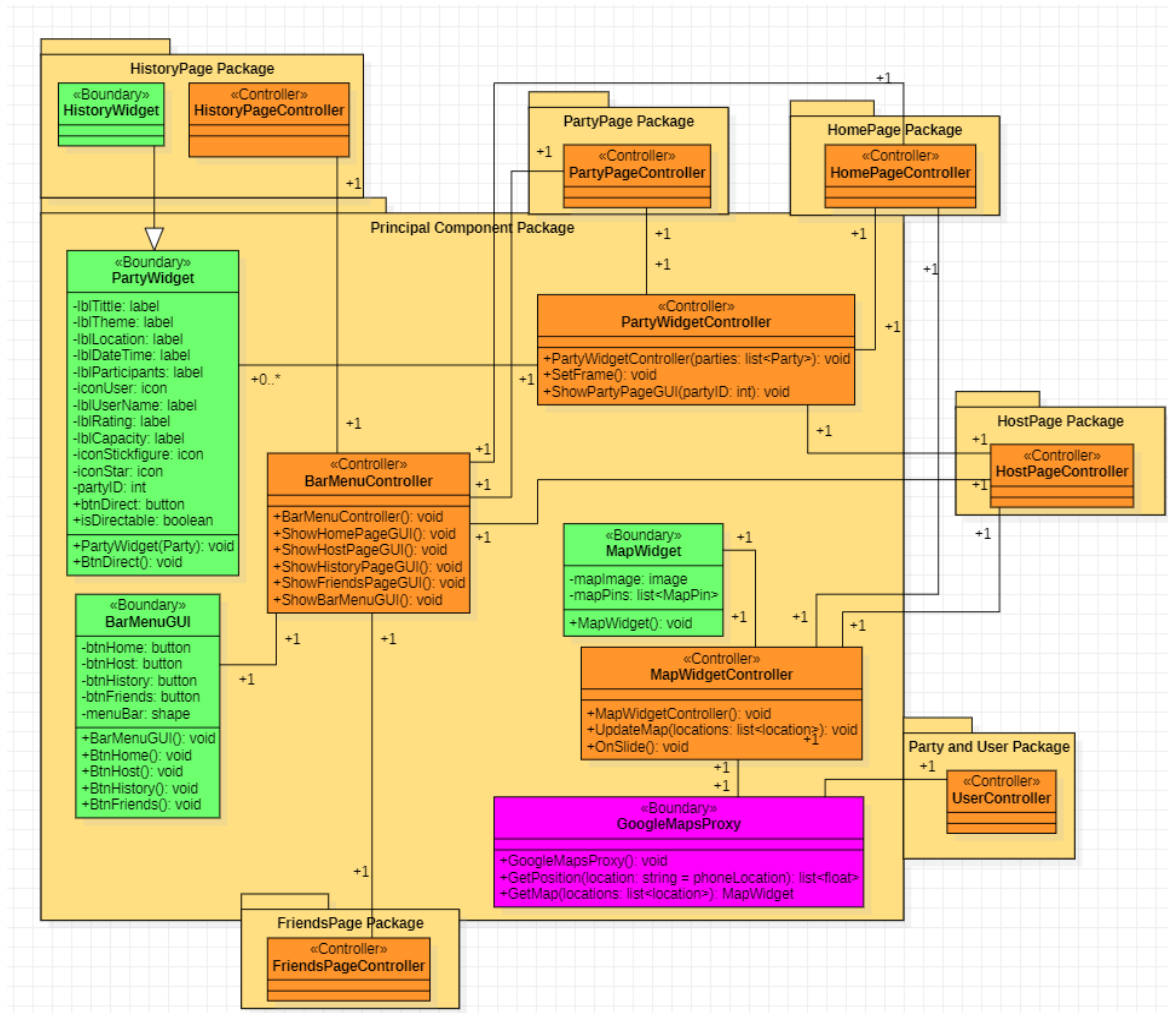 HistoryPage Package
«Boundary»
HistoryWidget
«Controller»
HistoryPageController
+1
PartyPage Package
«Controller»
PartyPageController
+1
+1
HomePage Package
«Controller»
HomePageController
+1
+1
+1
Principal Component Package
«Boundary»
PartyWidget
-lblTittle: label
-lblTheme: label
-lblLocation: label
-lblDateTime: label
-lblParticipants: label
-iconUser: icon
-lblUserName: label
-lblRating: label
-lblCapacity: label
-iconStickfigure: icon
-iconStar: icon
-partyID: int
+btnDirect: button
+isDirectable: boolean
+PartyWidget(Party): void
+BtnDirect(): void
+0..*
+1
+1
«Controller»
PartyWidgetController
+PartyWidgetController(parties: list<Party>): void
+SetFrame(): void
+ShowPartyPageGUI(partyID: int): void
+1
+1
HostPage Package
«Controller»
HostPageController
+1
+1
+1
+1
«Controller»
BarMenuController
+BarMenuController(): void
+ShowHomePageGUI(): void
+ShowHostPageGUI(): void
+ShowHistoryPageGUI(): void
+ShowFriendsPageGUI(): void
+ShowBarMenuGUI(): void
+1
+1
+1
+1
+1
«Boundary»
BarMenuGUI
-btnHome: button
-btnHost: button
-btnHistory: button
-btnFriends: button
-menuBar: shape
+BarMenuGUI(): void
+BtnHome(): void
+BtnHost(): void
+BtnHistory(): void
+BtnFriends(): void
+1
«Boundary»
MapWidget
-mapImage: image
-mapPins: list<MapPin>
+MapWidget(): void
+1
+1
+1
+1
«Controller»
MapWidgetController
+MapWidgetController(): void
+UpdateMap(locations: list<location>): void
+OnSlide(): void
+1
+1
+1
«Boundary»
GoogleMapsProxy
+GoogleMapsProxy(): void
+GetPosition(location: string = phoneLocation): list<float>
+GetMap(locations: list<location>): MapWidget
Party and User Package
+1
«Controller»
UserController
+1
FriendsPage Package
«Controller»
FriendsPageController